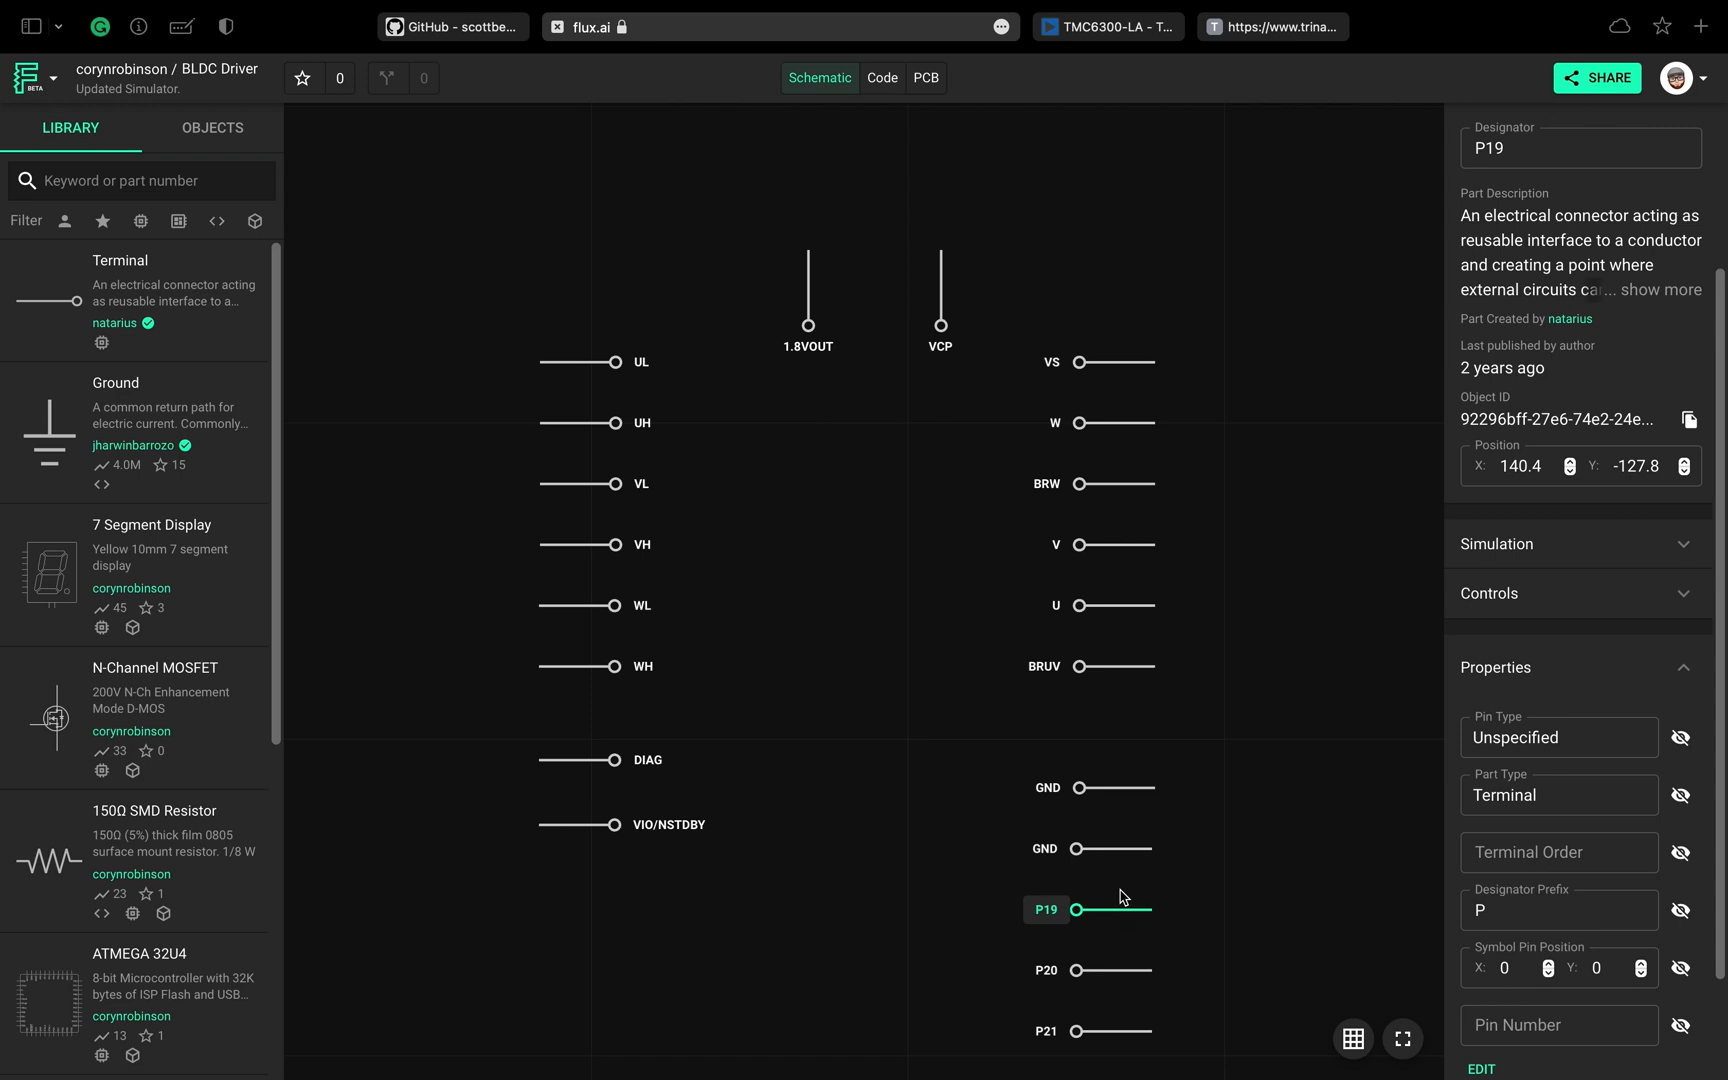 GitHub - scottbe...
flux.ai
TMC6300-LA - T...
T
https://www.trina...
BETA
corynrobinson / BLDC Driver
Updated Simulator.
0
0
Schematic
Code
PCB
SHARE
LIBRARY
OBJECTS
Keyword or part number
Filter
Terminal
An electrical connector acting
as reusable interface to a...
natarius
Ground
A common return path for
electric current. Commonly...
jharwinbarrozo
4.0M
15
7 Segment Display
Yellow 10mm 7 segment
display
corynrobinson
45
3
N-Channel MOSFET
200V N-Ch Enhancement
Mode D-MOS
corynrobinson
33
0
150Ω SMD Resistor
150Ω (5%) thick film 0805
surface mount resistor. 1/8 W
corynrobinson
23
1
ATMEGA 32U4
8-bit Microcontroller with 32K
bytes of ISP Flash and USB...
corynrobinson
13
1
1.8VOUT
VCP
UL
UH
VL
VH
WL
WH
DIAG
VIO/NSTDBY
VS
W
BRW
V
U
BRUV
GND
GND
P19
P20
P21
Designator
P19
Part Description
An electrical connector acting as
reusable interface to a conductor
and creating a point where
external circuits ca... show more
Part Created by natarius
Last published by author
2 years ago
Object ID
92296bff-27e6-74e2-24e...
Position
X: 140.4 Y: -127.8
Simulation
Controls
Properties
Pin Type
Unspecified
Part Type
Terminal
Terminal Order
Designator Prefix
P
Symbol Pin Position
X: 0 Y: 0
Pin Number
EDIT